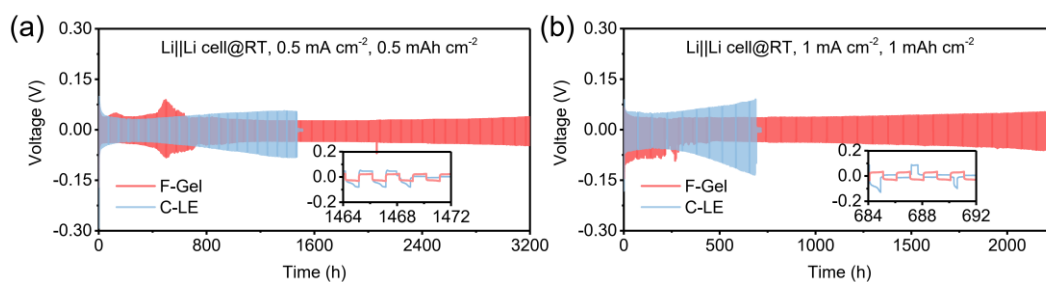 (a)
Li||Li cell@RT, 0.5 mA cm⁻², 0.5 mAh cm⁻²
Voltage (V)
0.30
0.15
0.00
-0.15
-0.30
F-Gel
C-LE
0.2
0.0
-0.2
1464 1468 1472
0 800 1600 2400 3200
Time (h)
(b)
Li||Li cell@RT, 1 mA cm⁻², 1 mAh cm⁻²
Voltage (V)
0.30
0.15
0.00
-0.15
-0.30
F-Gel
C-LE
0.2
0.0
-0.2
684 688 692
0 500 1000 1500 2000
Time (h)